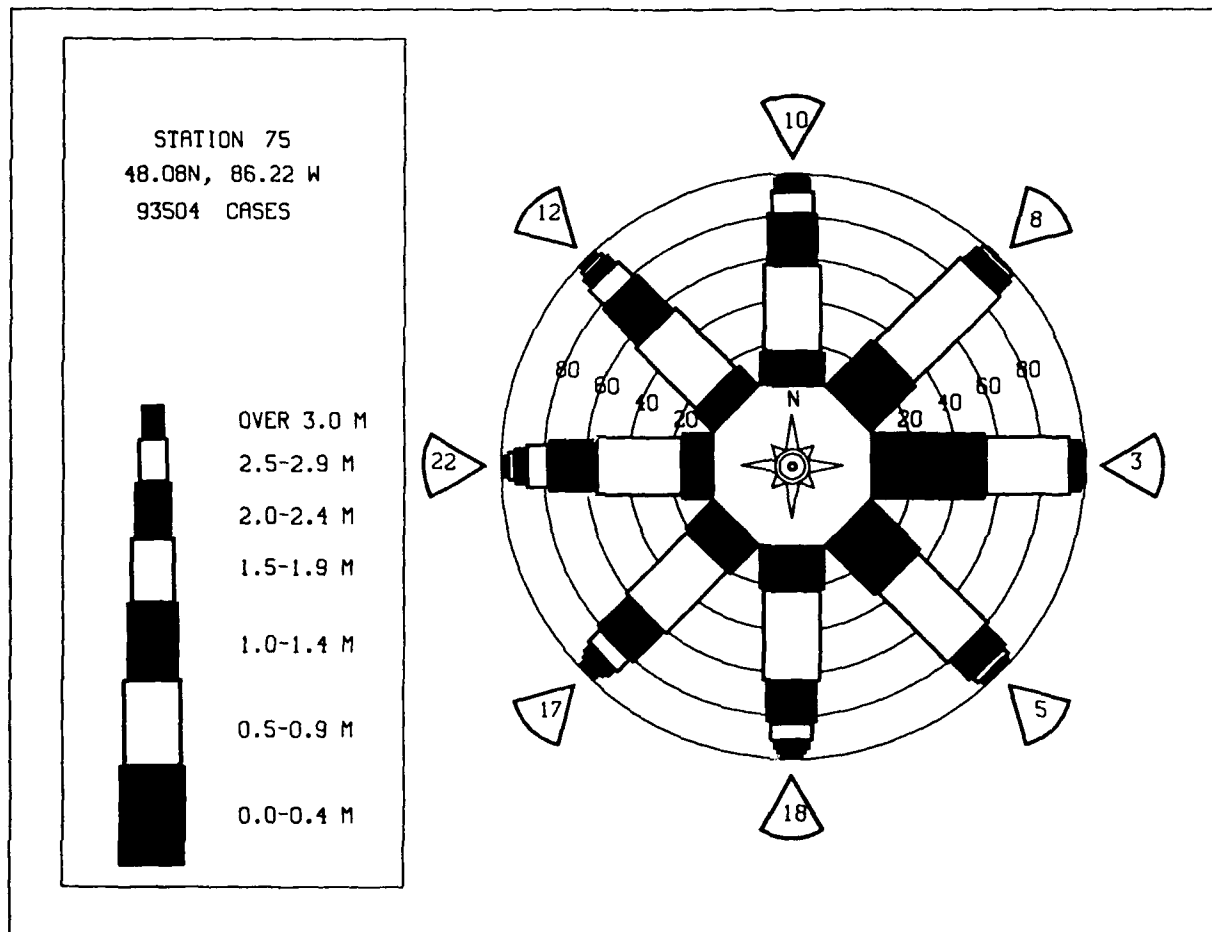 STATION 75
48.08N, 86.22 W
93504 CASES
OVER 3.0 M
2.5-2.9 M
2.0-2.4 M
1.5-1.9 M
1.0-1.4 M
0.5-0.9 M
0.0-0.4 M
10
12
8
80
60
40
20
N
20
40
60
80
22
3
17
5
18